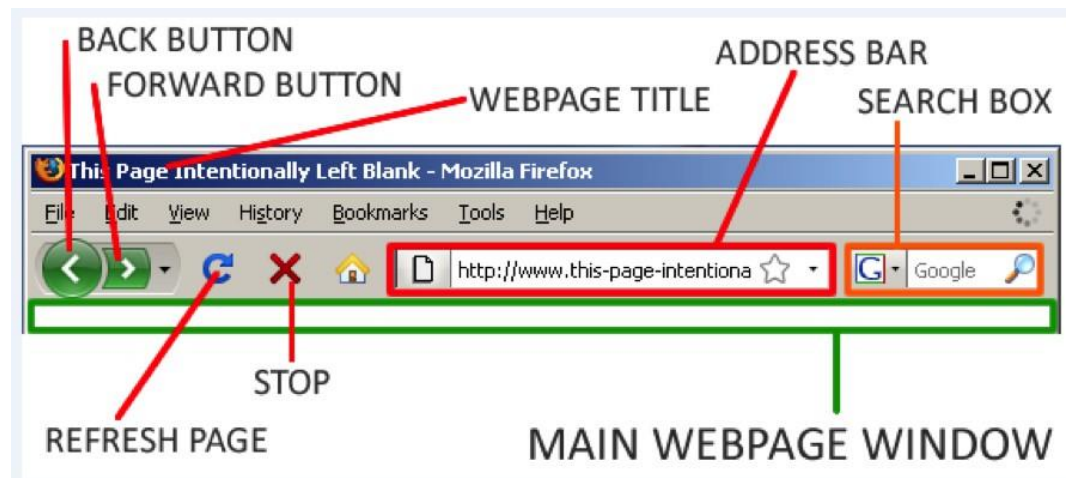 BACK BUTTON
ADDRESS BAR
FORWARD BUTTON
WEBPAGE TITLE
SEARCH BOX
This Page Intentionally Left Blank - Mozilla Firefox
File Edit View History Bookmarks Tools Help
http://www.this-page-intentiona
G Google
STOP
REFRESH PAGE
MAIN WEBPAGE WINDOW